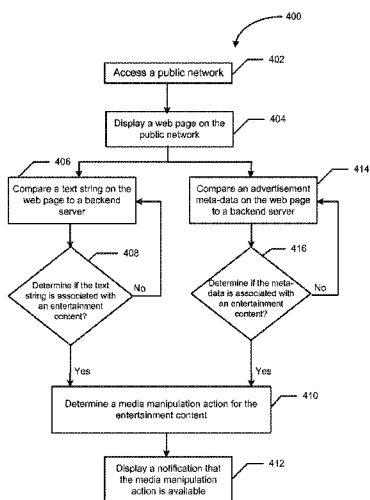 400
Access a public network
402
Display a web page on the
public network
404
406
Compare a text string on the
web page to a backend
server
414
Compare an advertisement
meta-data on the web page
to a backend server
408
Determine if the text
string is associated with
an entertainment
content?
No
416
Determine if the meta-
data is associated with
an entertainment
content?
No
Yes
Yes
410
Determine a media manipulation action for the
entertainment content
412
Display a notification that
the media manipulation
action is available